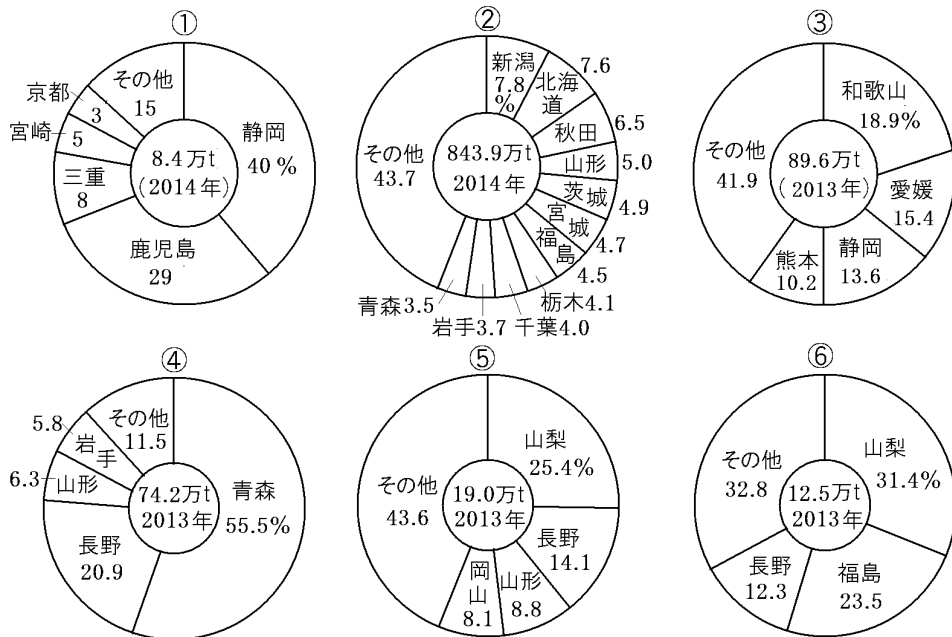 ①
静岡
40%
鹿児島
29
三重
8
宮崎
5
京都
3
その他
15
8.4万t
(2014年)
②
新潟
7.8
%
北海
道
7.6
秋田
6.5
山形
5.0
茨城
4.9
宮城
4.7
福島
4.5
栃木4.1
千葉4.0
岩手3.7
青森3.5
その他
43.7
843.9万t
2014年
③
和歌山
18.9%
愛媛
15.4
静岡
13.6
熊本
10.2
その他
41.9
89.6万t
(2013年)
④
青森
55.5%
長野
20.9
山形
6.3
岩手
5.8
その他
11.5
74.2万t
2013年
⑤
山梨
25.4%
長野
14.1
山形
8.8
岡山
8.1
その他
43.6
19.0万t
2013年
⑥
山梨
31.4%
福島
23.5
長野
12.3
その他
32.8
12.5万t
2013年